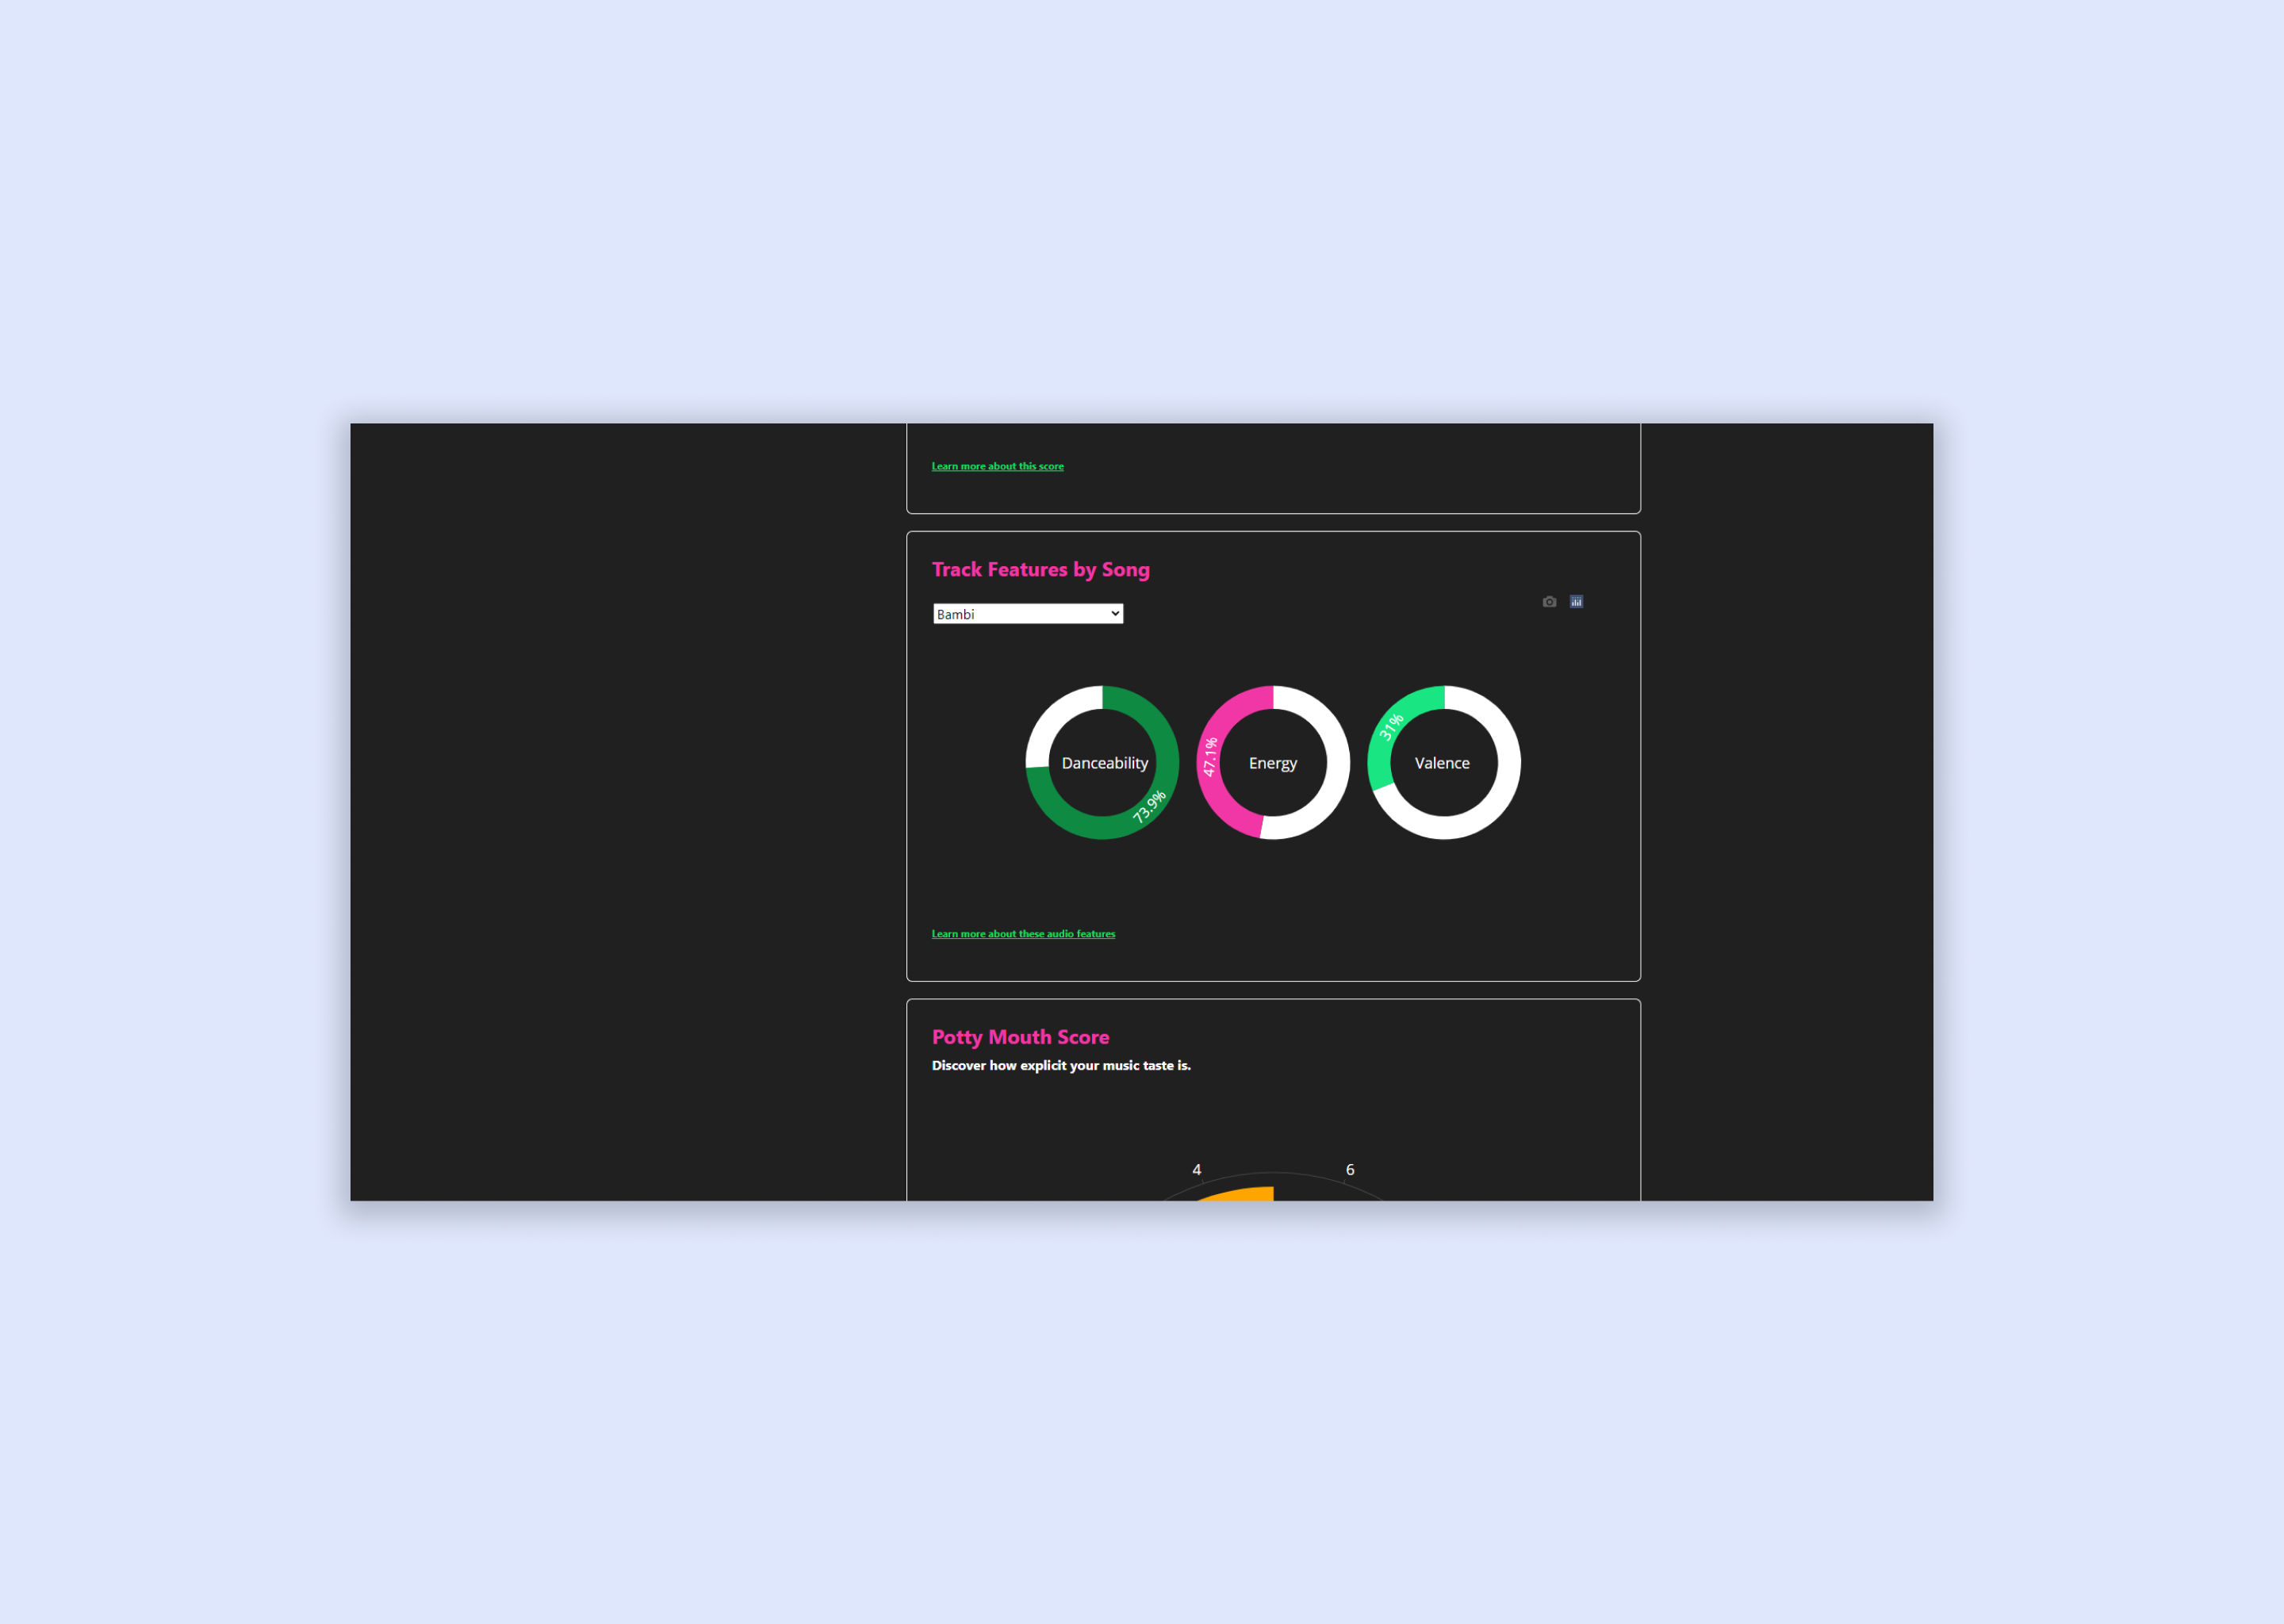 Learn more about this score
Track Features by Song
Bambi
Danceability
73.9%
Energy
47.1%
Valence
31%
Learn more about these audio features
Potty Mouth Score
Discover how explicit your music taste is.
4
6